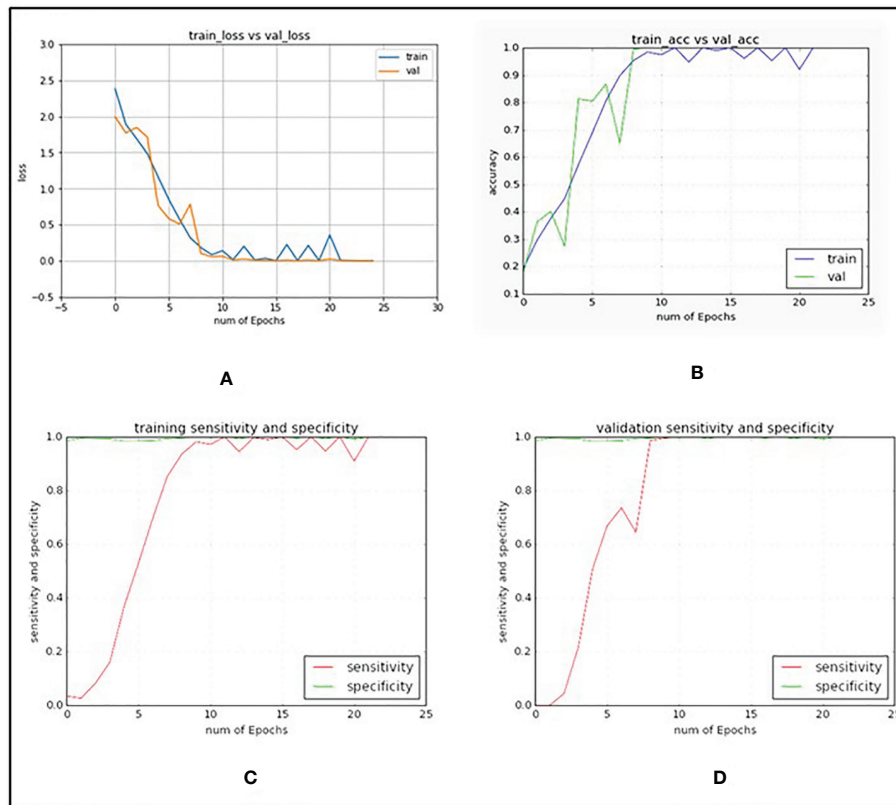 train_loss vs val_loss
3.0
2.5
2.0
1.5
1.0
0.5
0.0
−0.5
loss
train
val
−5
0
5
10
15
20
25
30
num of Epochs
A
train_acc vs val_acc
1.0
0.9
0.8
0.7
0.6
0.5
0.4
0.3
0.2
0.1
accuracy
train
val
0
5
10
15
20
25
num of Epochs
B
training sensitivity and specificity
1.0
0.8
0.6
0.4
0.2
0.0
sensitivity and specificity
sensitivity
specificity
0
5
10
15
20
25
num of Epochs
C
validation sensitivity and specificity
1.0
0.8
0.6
0.4
0.2
0.0
sensitivity and specificity
sensitivity
specificity
0
5
10
15
20
25
num of Epochs
D